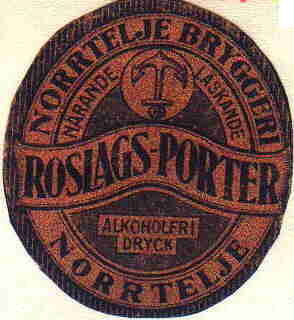 NORRTELJE BRYGGERI
NÄRANDE
LÄSKANDE
ROSLAGS-PORTER
ALKOHOLFRI
DRYCK
NORRTELJE